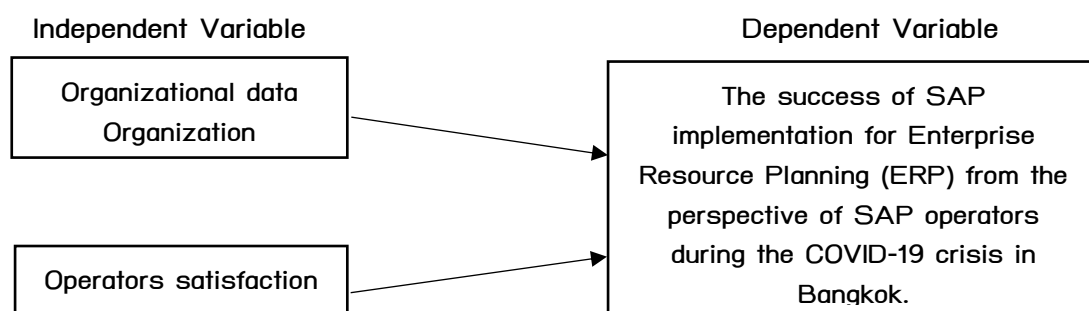 Independent Variable
Organizational data
Organization
Operators satisfaction
Dependent Variable
The success of SAP
implementation for Enterprise
Resource Planning (ERP) from the
perspective of SAP operators
during the COVID-19 crisis in
Bangkok.